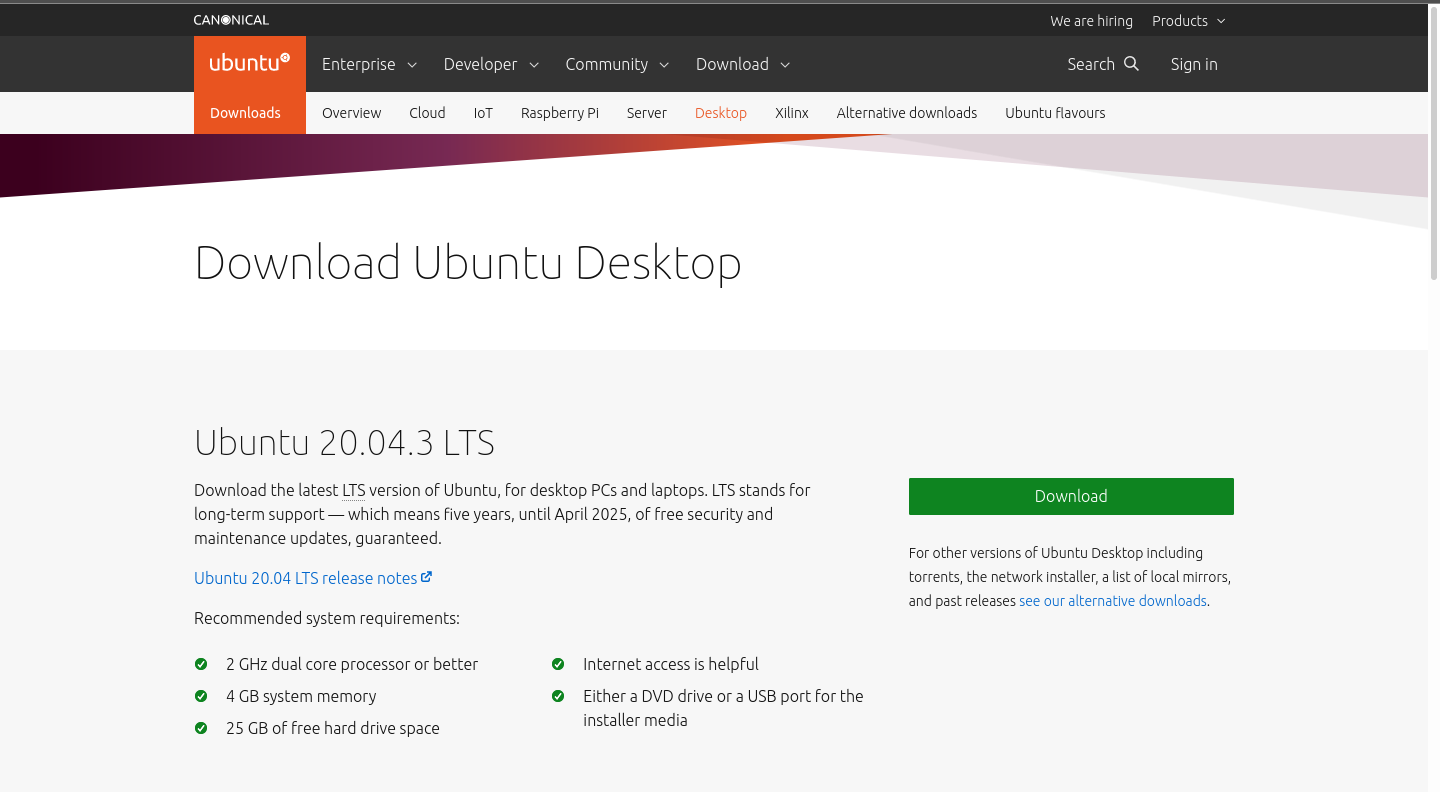 CANONICAL
We are hiring Products
ubuntu
Enterprise Developer Community Download Search Sign in
Downloads Overview Cloud IoT Raspberry Pi Server Desktop Xilinx Alternative downloads Ubuntu flavours
Download Ubuntu Desktop
Ubuntu 20.04.3 LTS
Download the latest LTS version of Ubuntu, for desktop PCs and laptops. LTS stands for
long-term support — which means five years, until April 2025, of free security and
maintenance updates, guaranteed.
Ubuntu 20.04 LTS release notes
Recommended system requirements:
2 GHz dual core processor or better
4 GB system memory
25 GB of free hard drive space
Internet access is helpful
Either a DVD drive or a USB port for the
installer media
Download
For other versions of Ubuntu Desktop including
torrents, the network installer, a list of local mirrors,
and past releases see our alternative downloads.